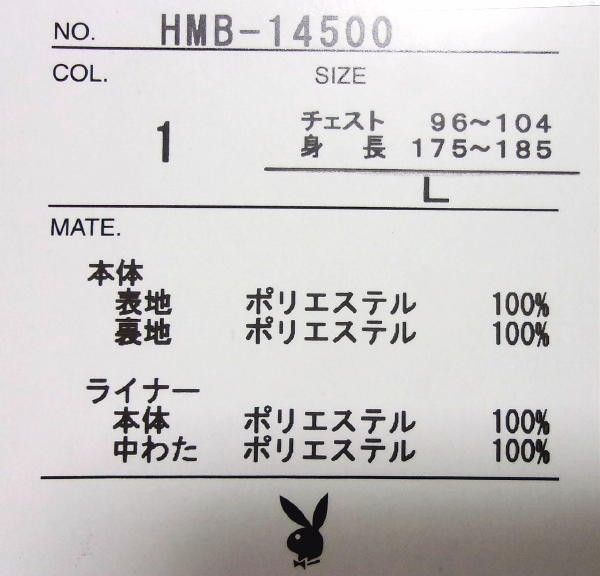 NO. HMB-14500
COL. SIZE
1
チェスト 96～104
身長 175～185
L
MATE.
本体
表地 ポリエステル 100%
裏地 ポリエステル 100%
ライナー
本体 ポリエステル 100%
中わた ポリエステル 100%